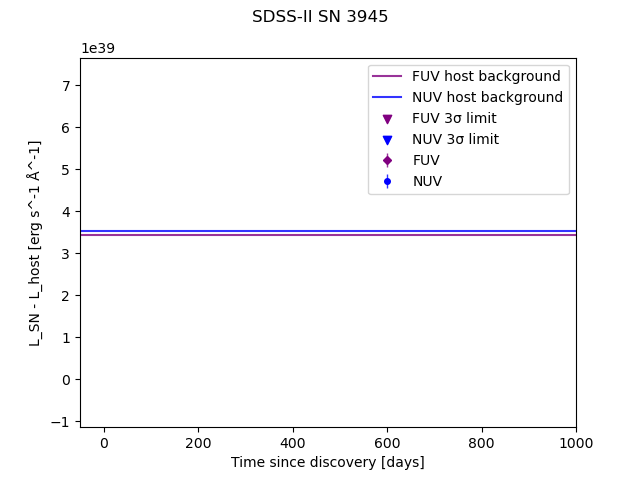 SDSS-II SN 3945
1e39
FUV host background
NUV host background
FUV 3σ limit
NUV 3σ limit
FUV
NUV
7
6
5
4
3
2
1
0
−1
L_SN - L_host [erg s^-1 Å^-1]
0 200 400 600 800 1000
Time since discovery [days]